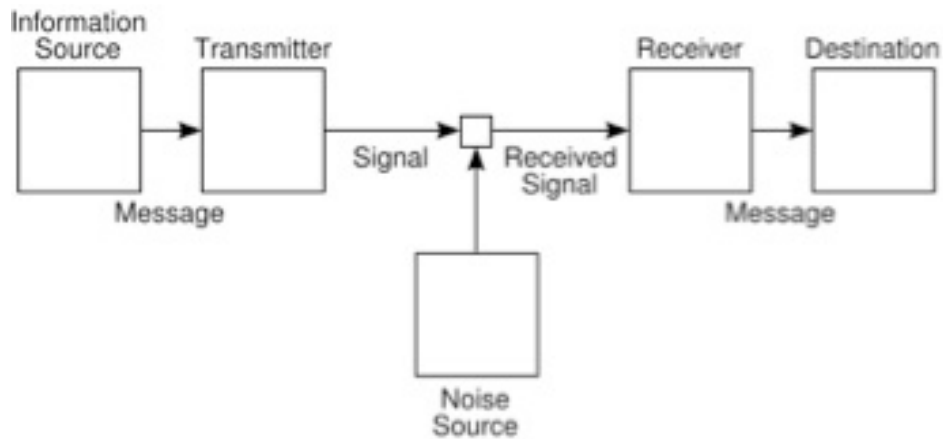 Information
Source
Transmitter
Receiver
Destination
Signal
Received
Signal
Message
Message
Noise
Source